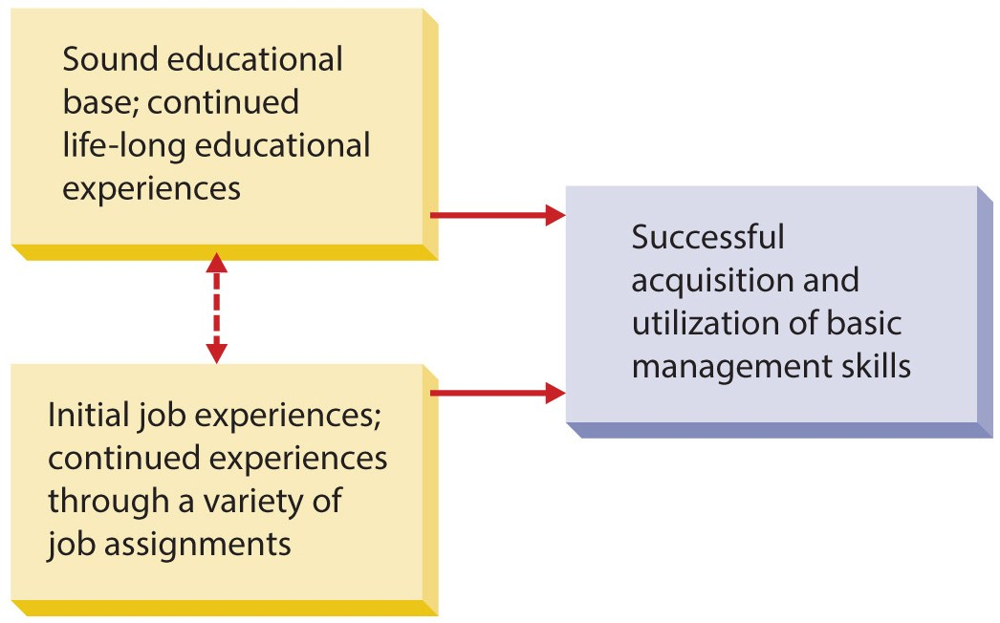 Sound educational
base; continued
life-long educational
experiences
Successful
acquisition and
utilization of basic
management skills
Initial job experiences;
continued experiences
through a variety of
job assignments